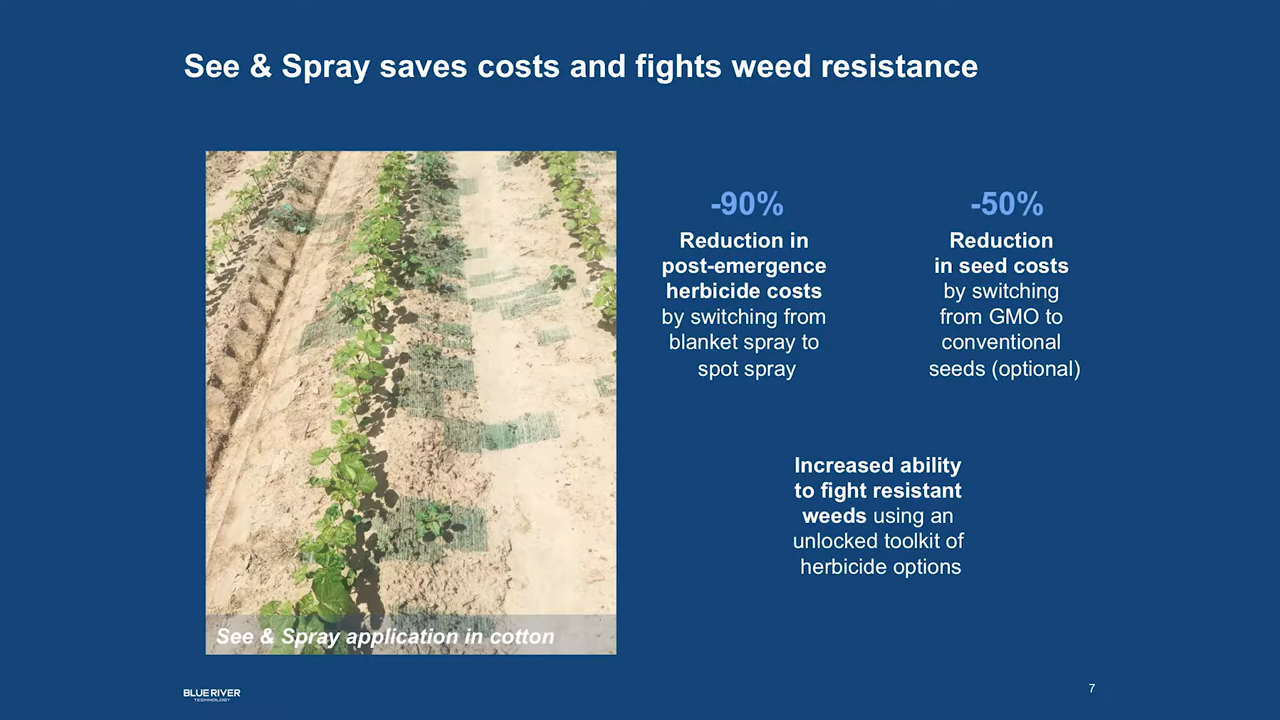 See & Spray saves costs and fights weed resistance
-90%
Reduction in
post-emergence
herbicide costs
by switching from
blanket spray to
spot spray
-50%
Reduction
in seed costs
by switching
from GMO to
conventional
seeds (optional)
Increased ability
to fight resistant
weeds using an
unlocked toolkit of
herbicide options
See & Spray application in cotton
BLUE RIVER
TECHNOLOGY
7